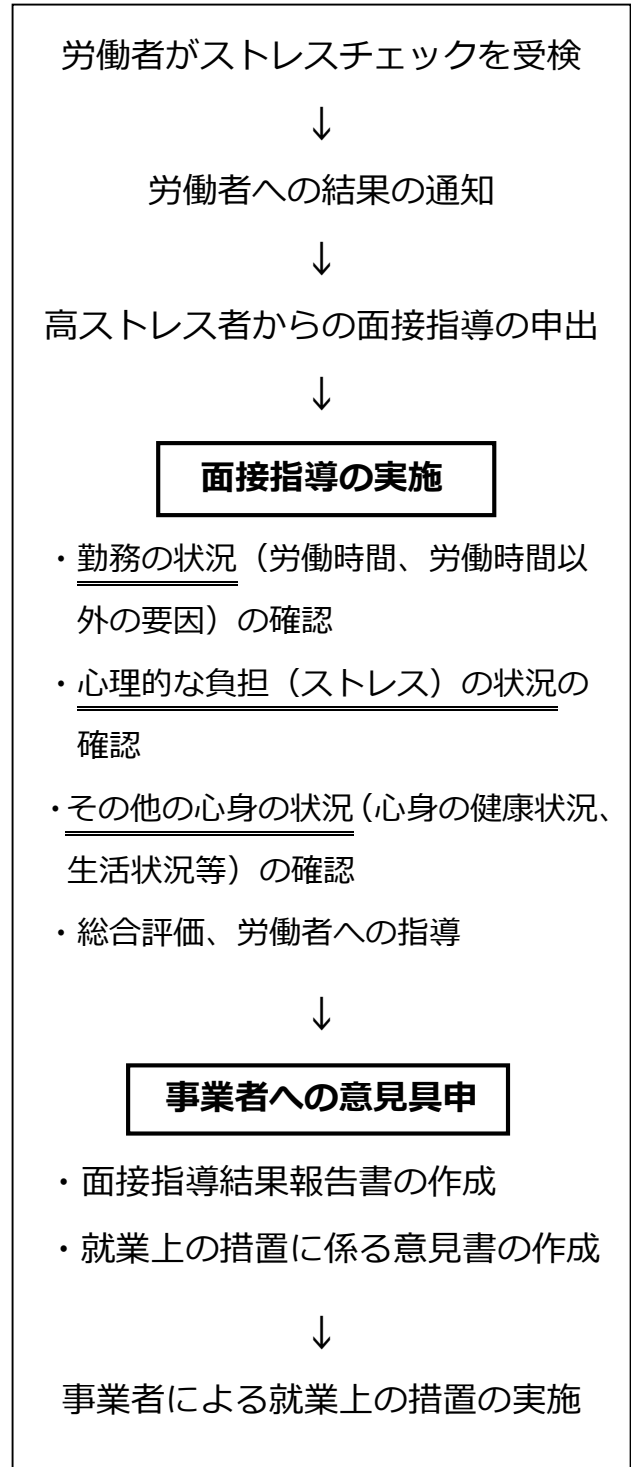 労働者がストレスチェックを受検
↓
労働者への結果の通知
↓
高ストレス者からの面接指導の申出
↓
面接指導の実施
・勤務の状況（労働時間、労働時間以
外の要因）の確認
・心理的な負担（ストレス）の状況の
確認
・その他の心身の状況（心身の健康状況、
生活状況等）の確認
・総合評価、労働者への指導
↓
事業者への意見具申
・面接指導結果報告書の作成
・就業上の措置に係る意見書の作成
↓
事業者による就業上の措置の実施